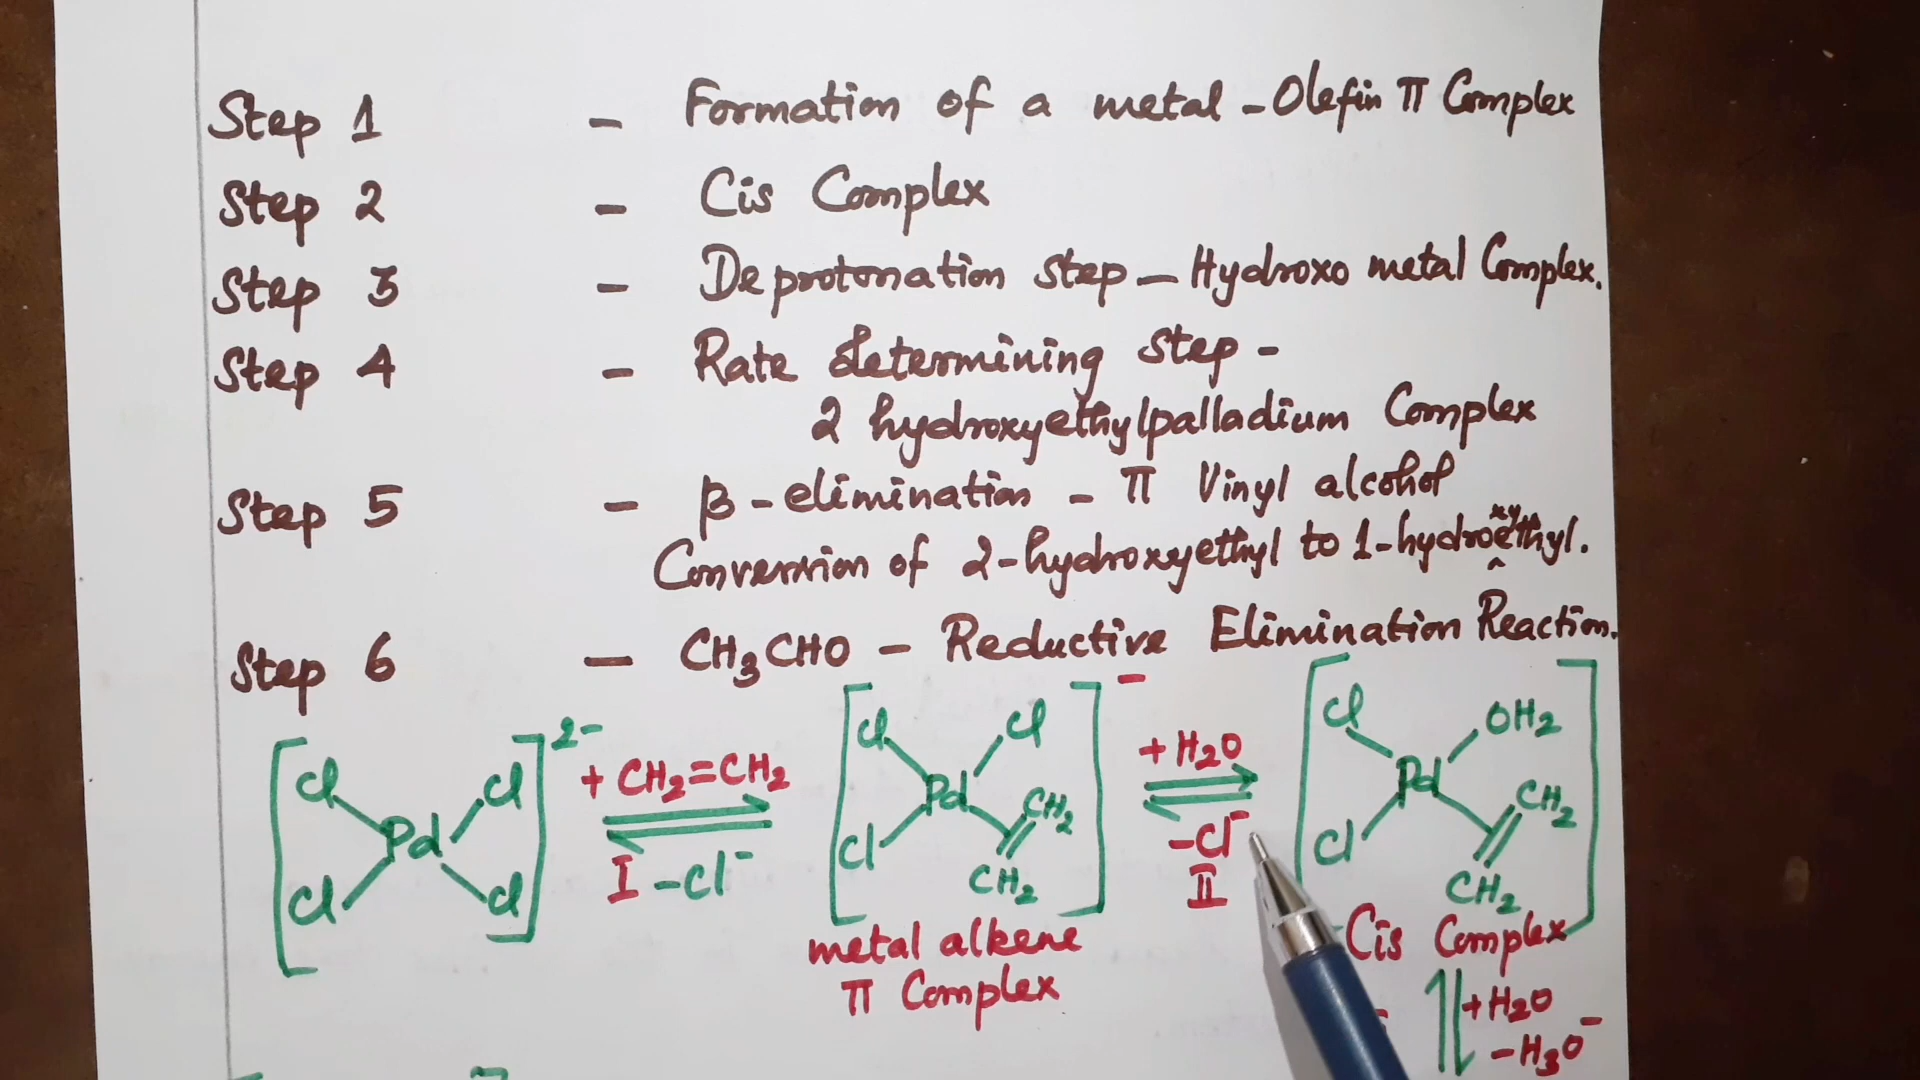 Step 1 – Formation of a metal – Olefin π Complex
Step 2 – Cis Complex
Step 3 – Deprotonation step – Hydroxo metal Complex.
Step 4 – Rate determining step –
2 hydroxyethylpalladium Complex
Step 5 – β – elimination – π Vinyl alcohol
Conversion of 2-hydroxyethyl to 1-hydroxyethyl.
Step 6 – CH3CHO – Reductive Elimination Reaction.
[Cl Cl Pd Cl Cl]2-
+ CH2=CH2
I -Cl-
[Cl Cl Pd Cl CH2 CH2]-
metal alkene
π Complex
+ H2O
-Cl-
II
[Cl OH2 Pd Cl CH2 CH2]
Cis Complex
+H2O
-H3O-